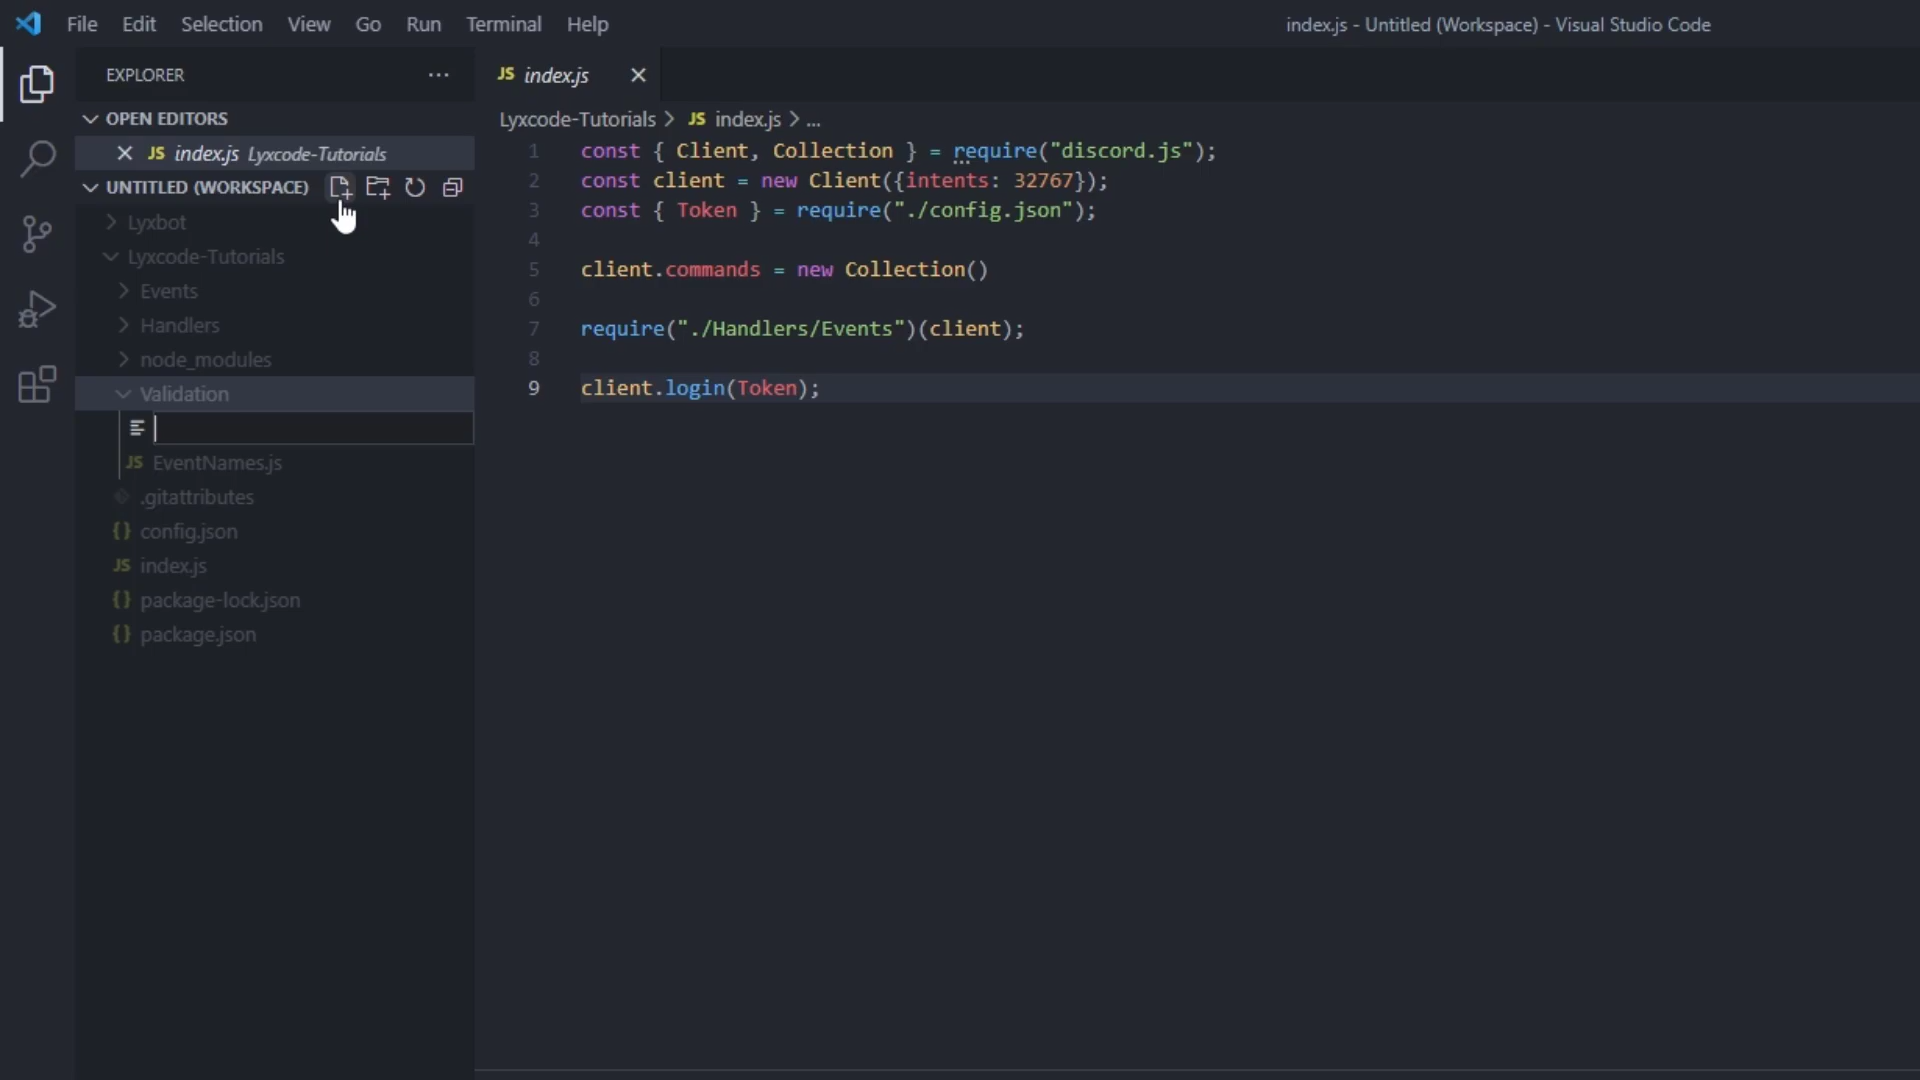 File Edit Selection View Go Run Terminal Help
index.js - Untitled (Workspace) - Visual Studio Code
EXPLORER ···
OPEN EDITORS
JS index.js Lyxcode-Tutorials
UNTITLED (WORKSPACE)
Lyxbot
Lyxcode-Tutorials
Events
Handlers
node_modules
Validation
JS EventNames.js
.gitattributes
{} config.json
JS index.js
{} package-lock.json
{} package.json
JS index.js
Lyxcode-Tutorials > JS index.js > ...
1 const { Client, Collection } = require("discord.js");
2 const client = new Client({intents: 32767});
3 const { Token } = require("./config.json");
4
5 client.commands = new Collection()
6
7 require("./Handlers/Events")(client);
8
9 client.login(Token);